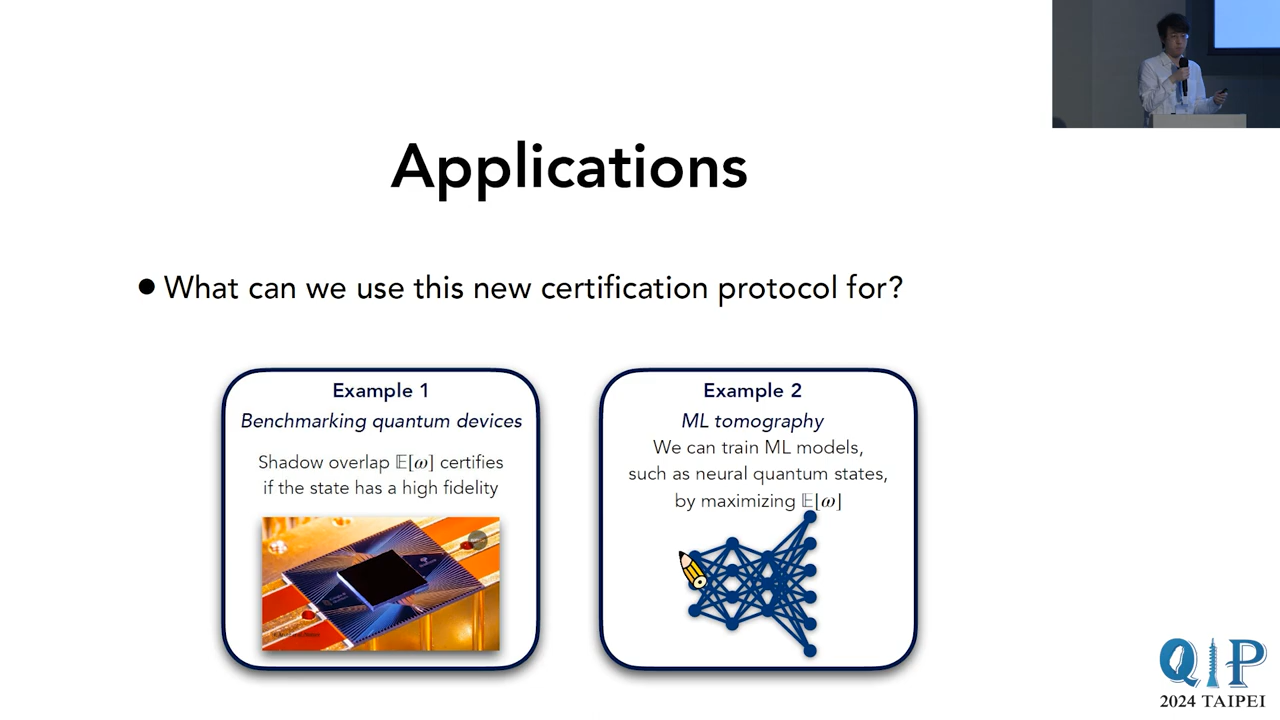 Applications
• What can we use this new certification protocol for?
Example 1
Benchmarking quantum devices
Shadow overlap 𝔼[ω] certifies
if the state has a high fidelity
Example 2
ML tomography
We can train ML models,
such as neural quantum states,
by maximizing 𝔼[ω]
QIP
2024 TAIPEI